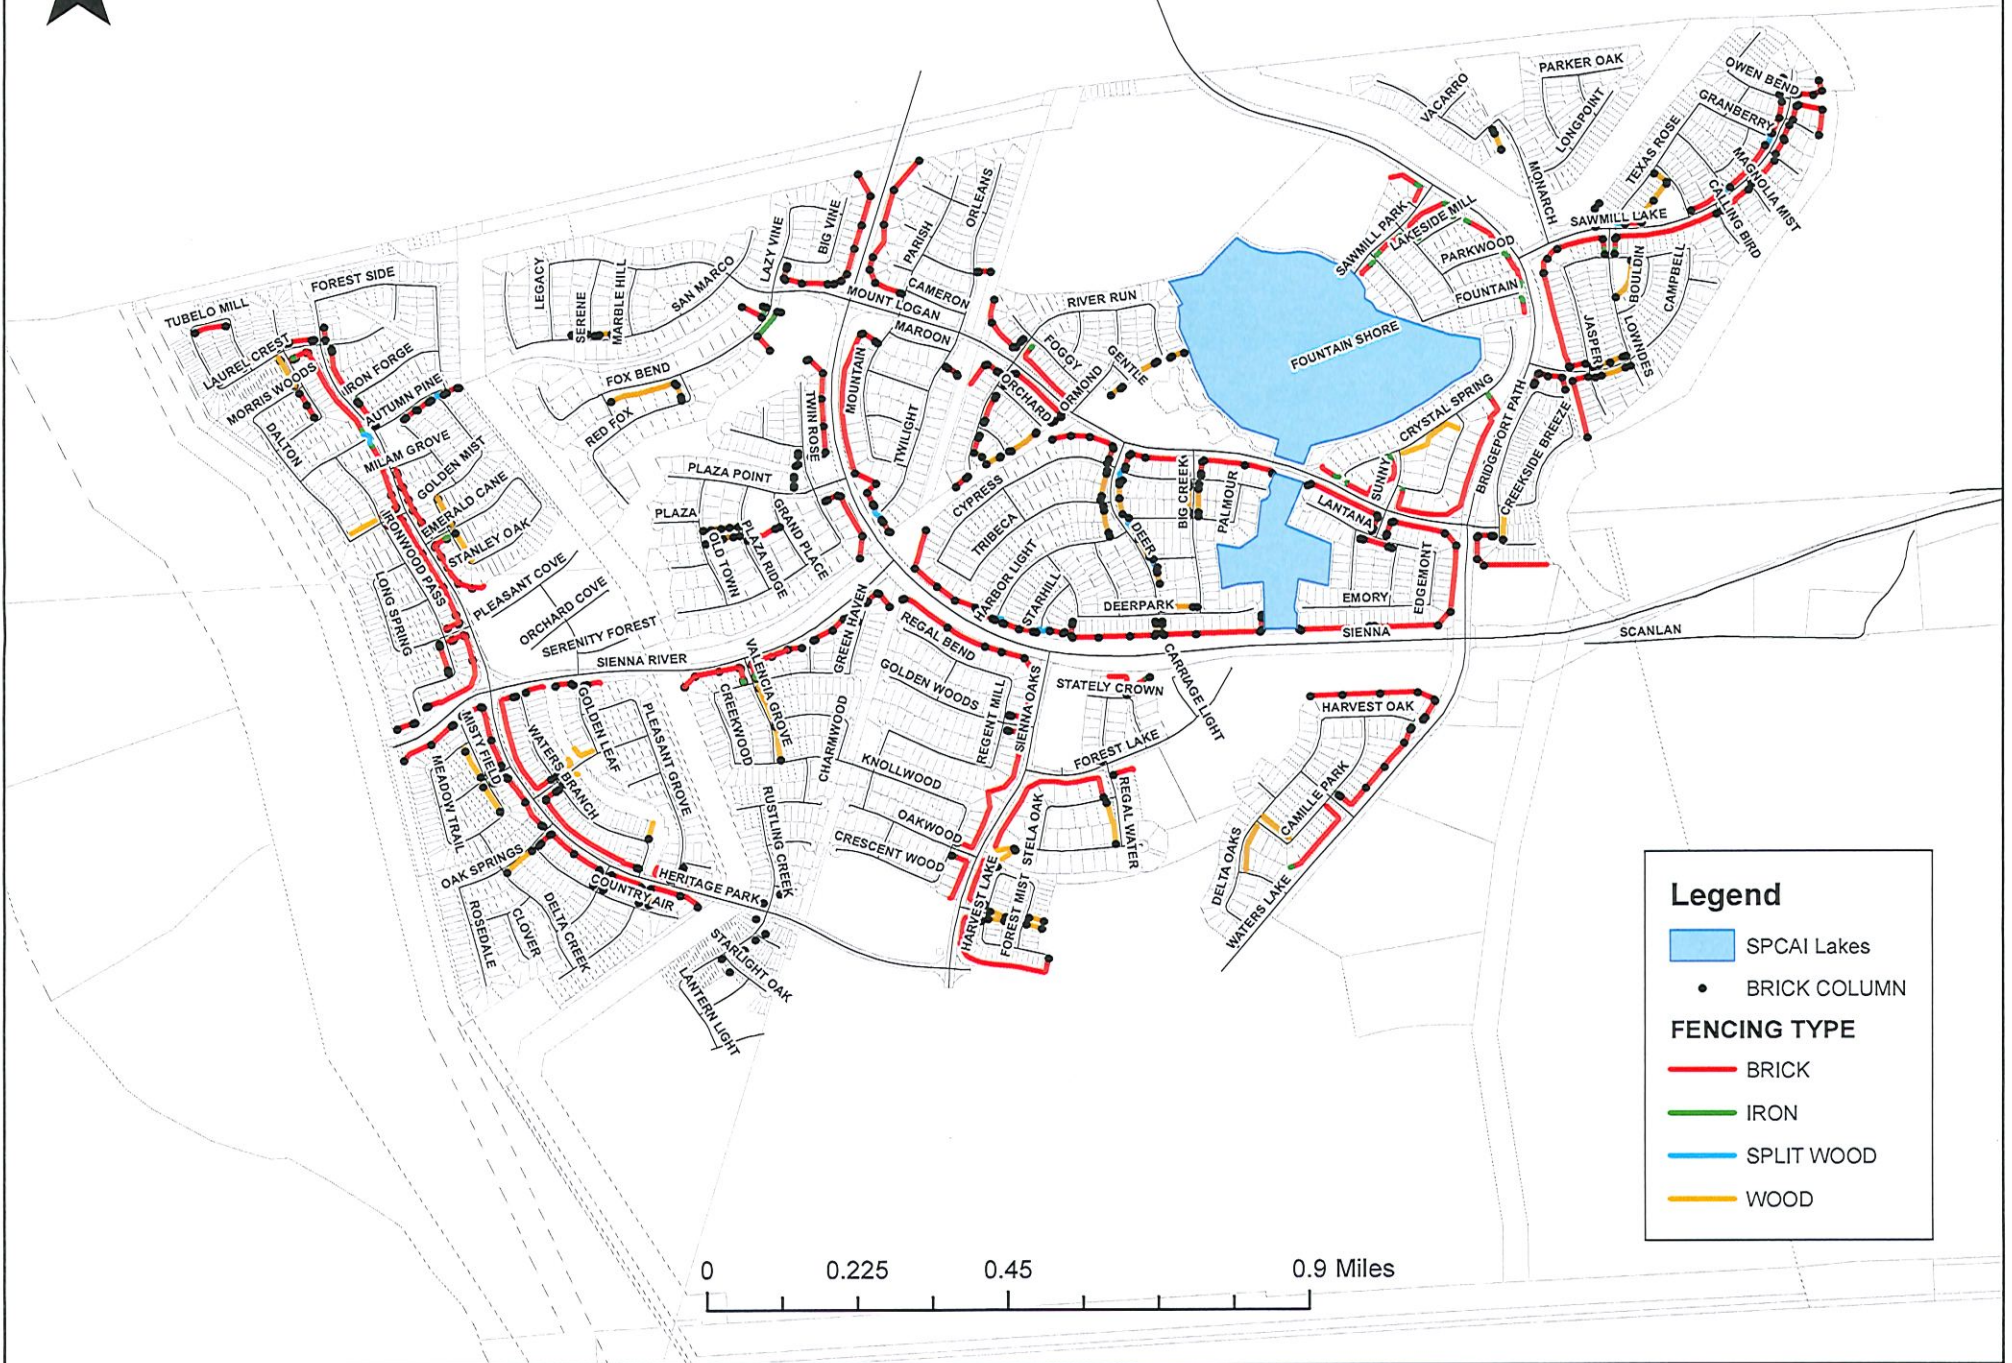 PARKER OAK
VACARRO
LONGPOINT
MONARCH
OWEN BEND
GRANBERRY
TEXAS ROSE
MAGNOLIA MIST
CALLING BIRD
SAWMILL LAKE
SAWMILL PARK
LAKESIDE MILL
PARKWOOD
FOUNTAIN
BOULDIN
CAMPBELL
JASPER
LOWNDES
ORLEANS
PARISH
BIG VINE
LAZY VINE
CAMERON
MOUNT LOGAN
MAROON
RIVER RUN
FOUNTAIN SHORE
FOREST SIDE
TUBELO MILL
LEGACY
SERENE
MARBLE HILL
SAN MARCO
LAUREL CREST
MORRIS WOODS
IRON FORGE
AUTUMN PINE
DALTON
MILAM GROVE
GOLDEN MIST
EMERALD CANE
STANLEY OAK
IRONWOOD PASS
LONG SPRING
FOX BEND
RED FOX
TWIN ROSE
MOUNTAIN
TWILIGHT
FOGGY
GENTLE
ORMOND
ORCHARD
CRYSTAL SPRING
BRIDGEPORT PATH
CREEKSIDE BREEZE
SUNNY
LANTANA
EDGEMONT
EMORY
PLAZA POINT
PLAZA
OLD TOWN
PLAZA RIDGE
GRAND PLACE
CYPRESS
TRIBECA
HARBOR LIGHT
STARHILL
DEER
BIG CREEK
PALMOUR
DEERPARK
SIENNA
SCANLAN
PLEASANT COVE
ORCHARD COVE
SERENITY FOREST
SIENNA RIVER
VALENCIA GROVE
GREEN HAVEN
REGAL BEND
GOLDEN WOODS
REGENT MILL
SIENNA OAKS
STATELY CROWN
CARRIAGE LIGHT
FOREST LAKE
HARVEST OAK
CAMILLE PARK
DELTA OAKS
WATERS LAKE
CREEKWOOD
CHARMWOOD
KNOLLWOOD
OAKWOOD
CRESCENT WOOD
RUSTLING CREEK
STELA OAK
REGAL WATER
HARVEST LAKE
FOREST MIST
MISTY FIELD
MEADOW TRAIL
WATERS BRANCH
GOLDEN LEAF
PLEASANT GROVE
OAK SPRINGS
COUNTRY AIR
HERITAGE PARK
ROSEDALE
CLOVER
DELTA CREEK
STARLIGHT OAK
LANTERN LIGHT
Legend
SPCAI Lakes
BRICK COLUMN
FENCING TYPE
BRICK
IRON
SPLIT WOOD
WOOD
0 0.225 0.45 0.9 Miles